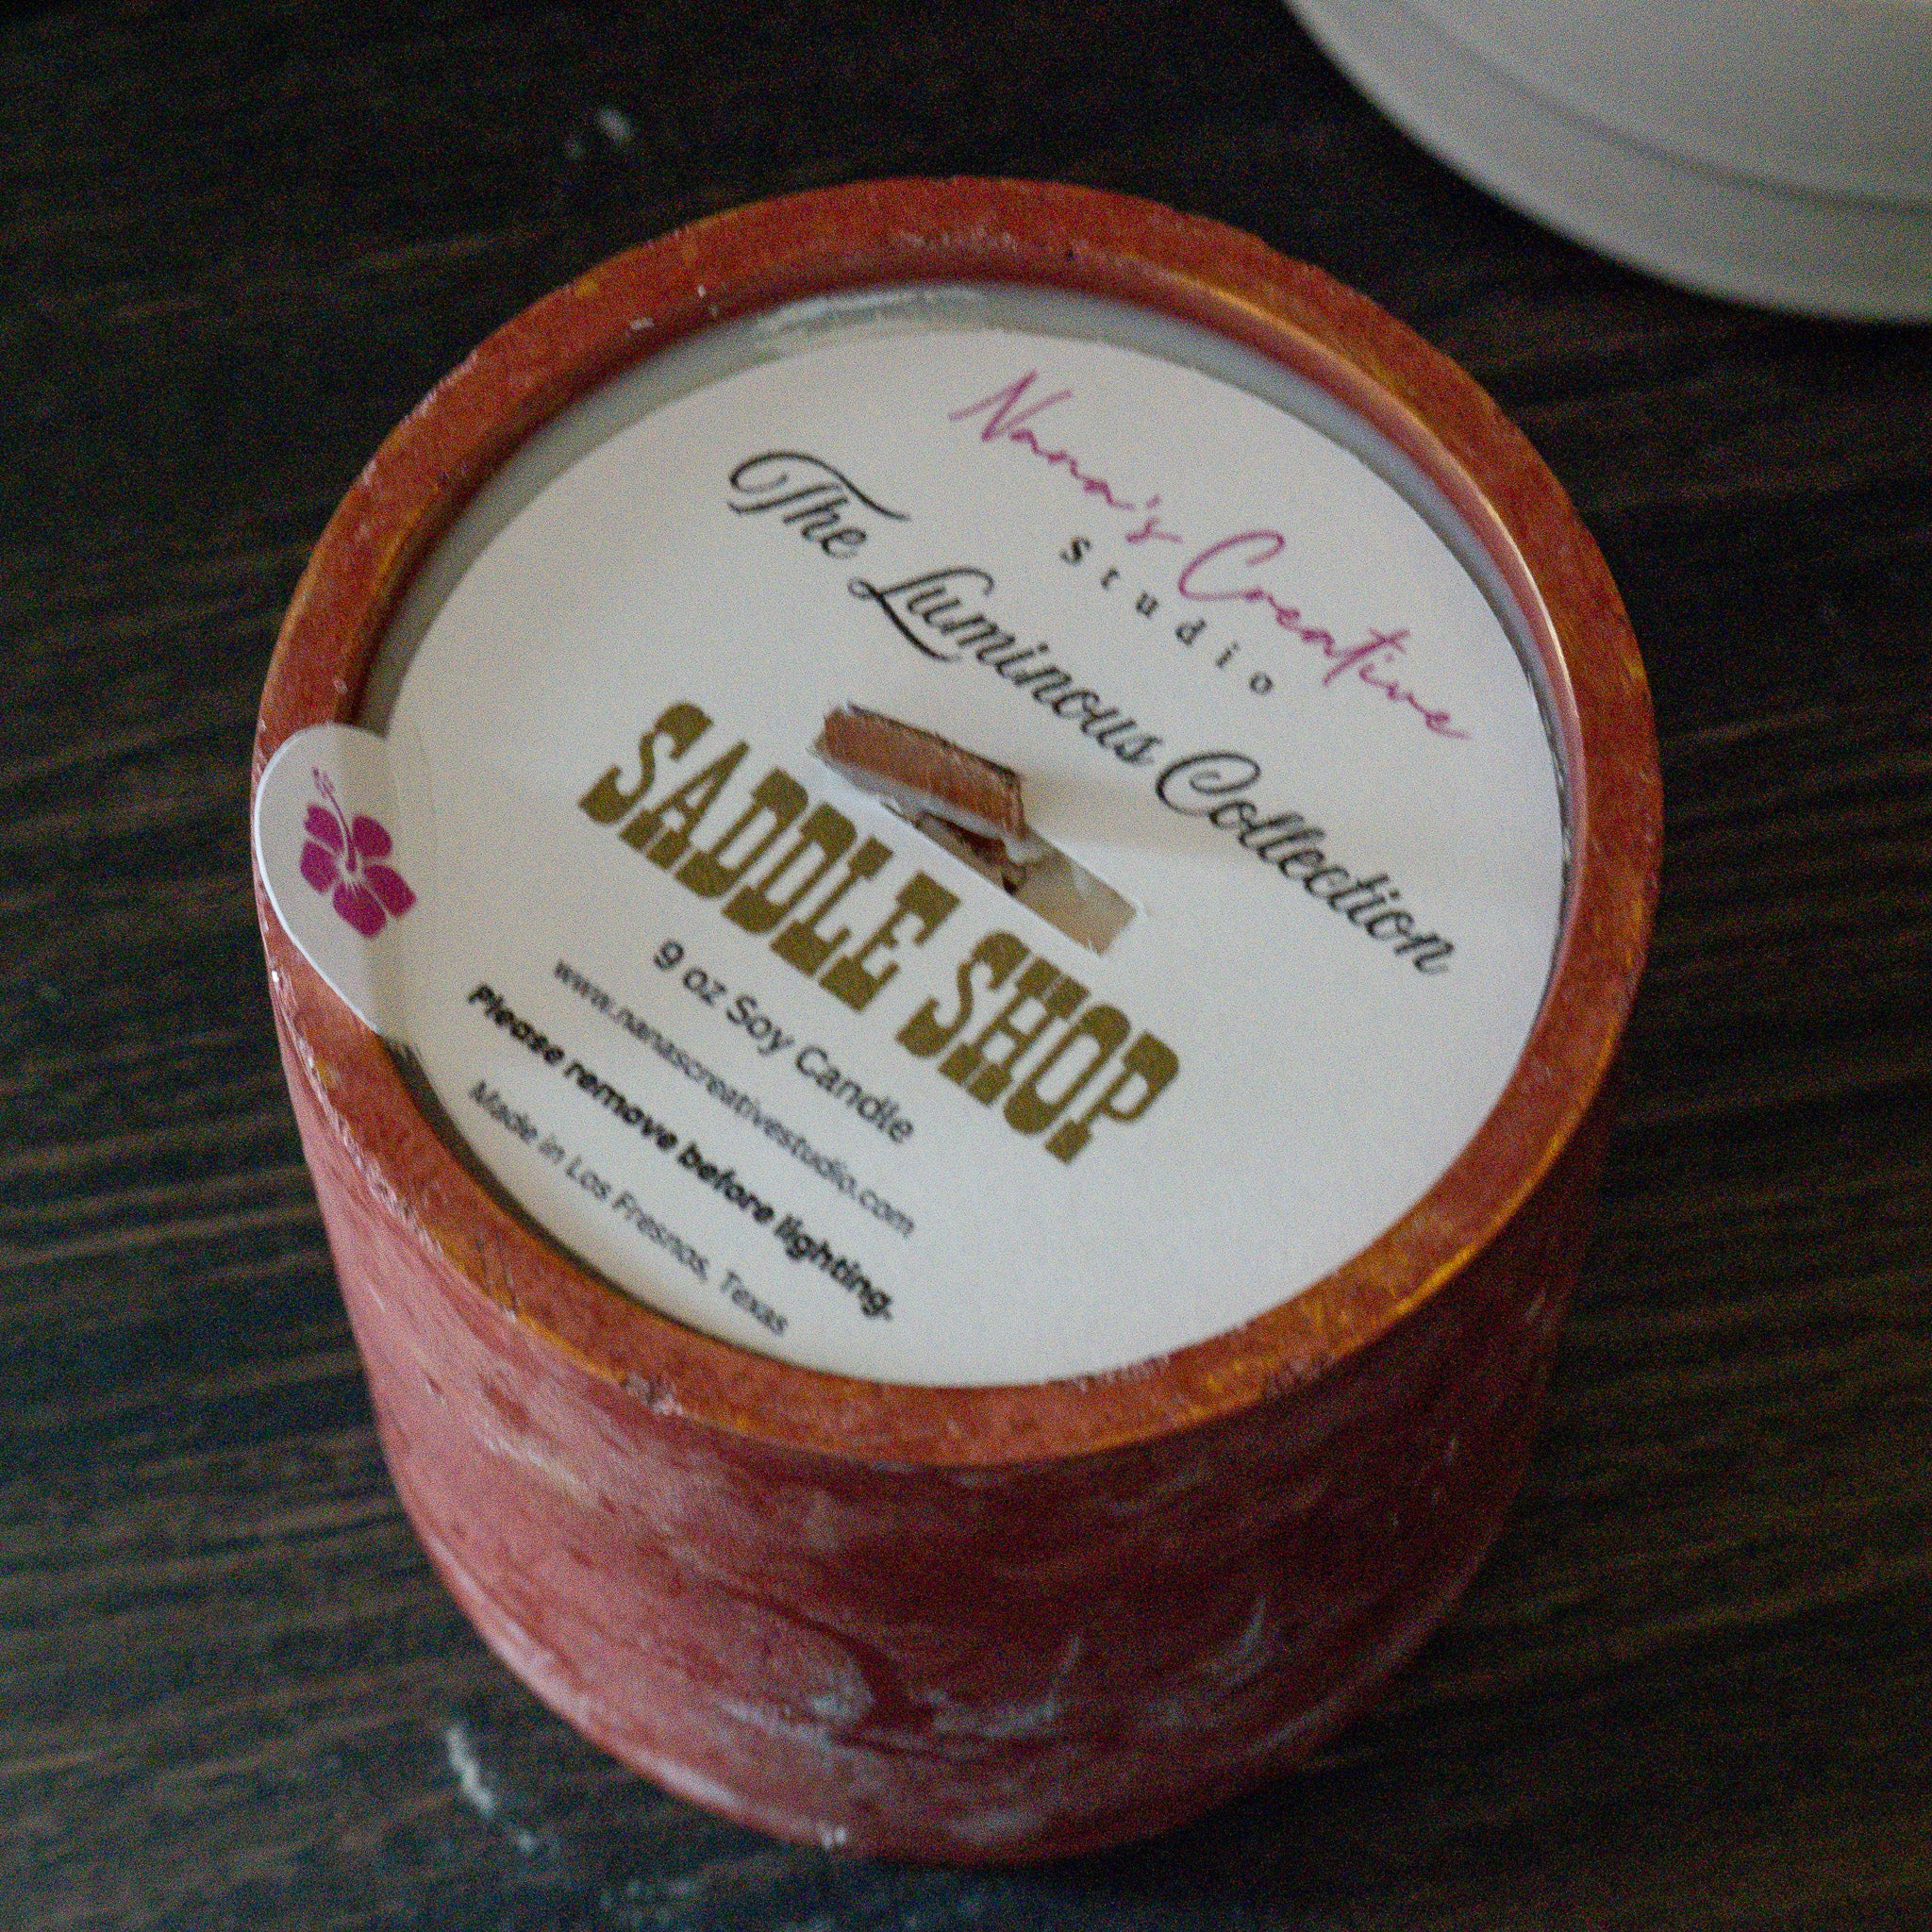 Nana's Creative
Studio
The Luminous Collection
SADDLE SHOP
9 oz Soy Candle
www.nanascreativestudio.com
Please remove before lighting.
Made in Los Fresnos, Texas